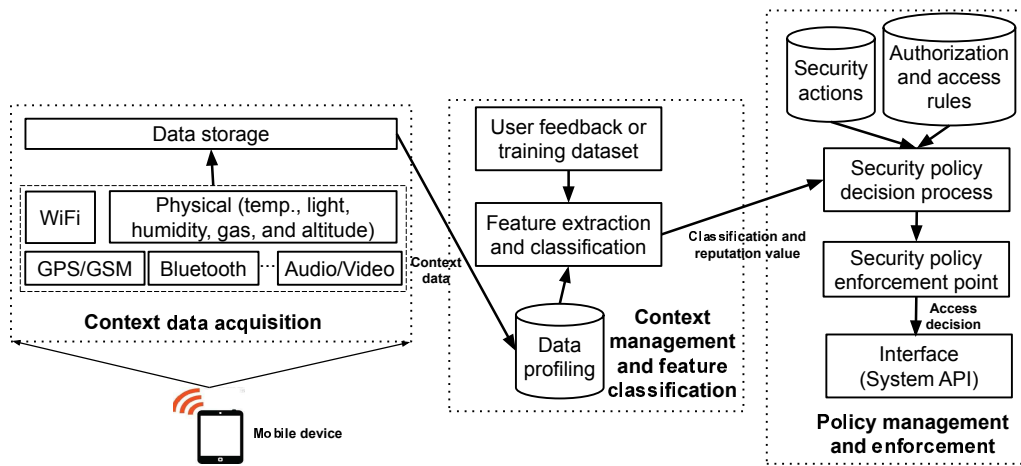 Data storage
WiFi
Physical (temp., light,
humidity, gas, and altitude)
GPS/GSM
Bluetooth
...
Audio/Video
Context data acquisition
Mobile device
Context
data
User feedback or
training dataset
Feature extraction
and classification
Data
profiling
Context
management
and feature
classification
Classification and
reputation value
Security
actions
Authorization
and access
rules
Security policy
decision process
Security policy
enforcement point
Access
decision
Interface
(System API)
Policy management
and enforcement